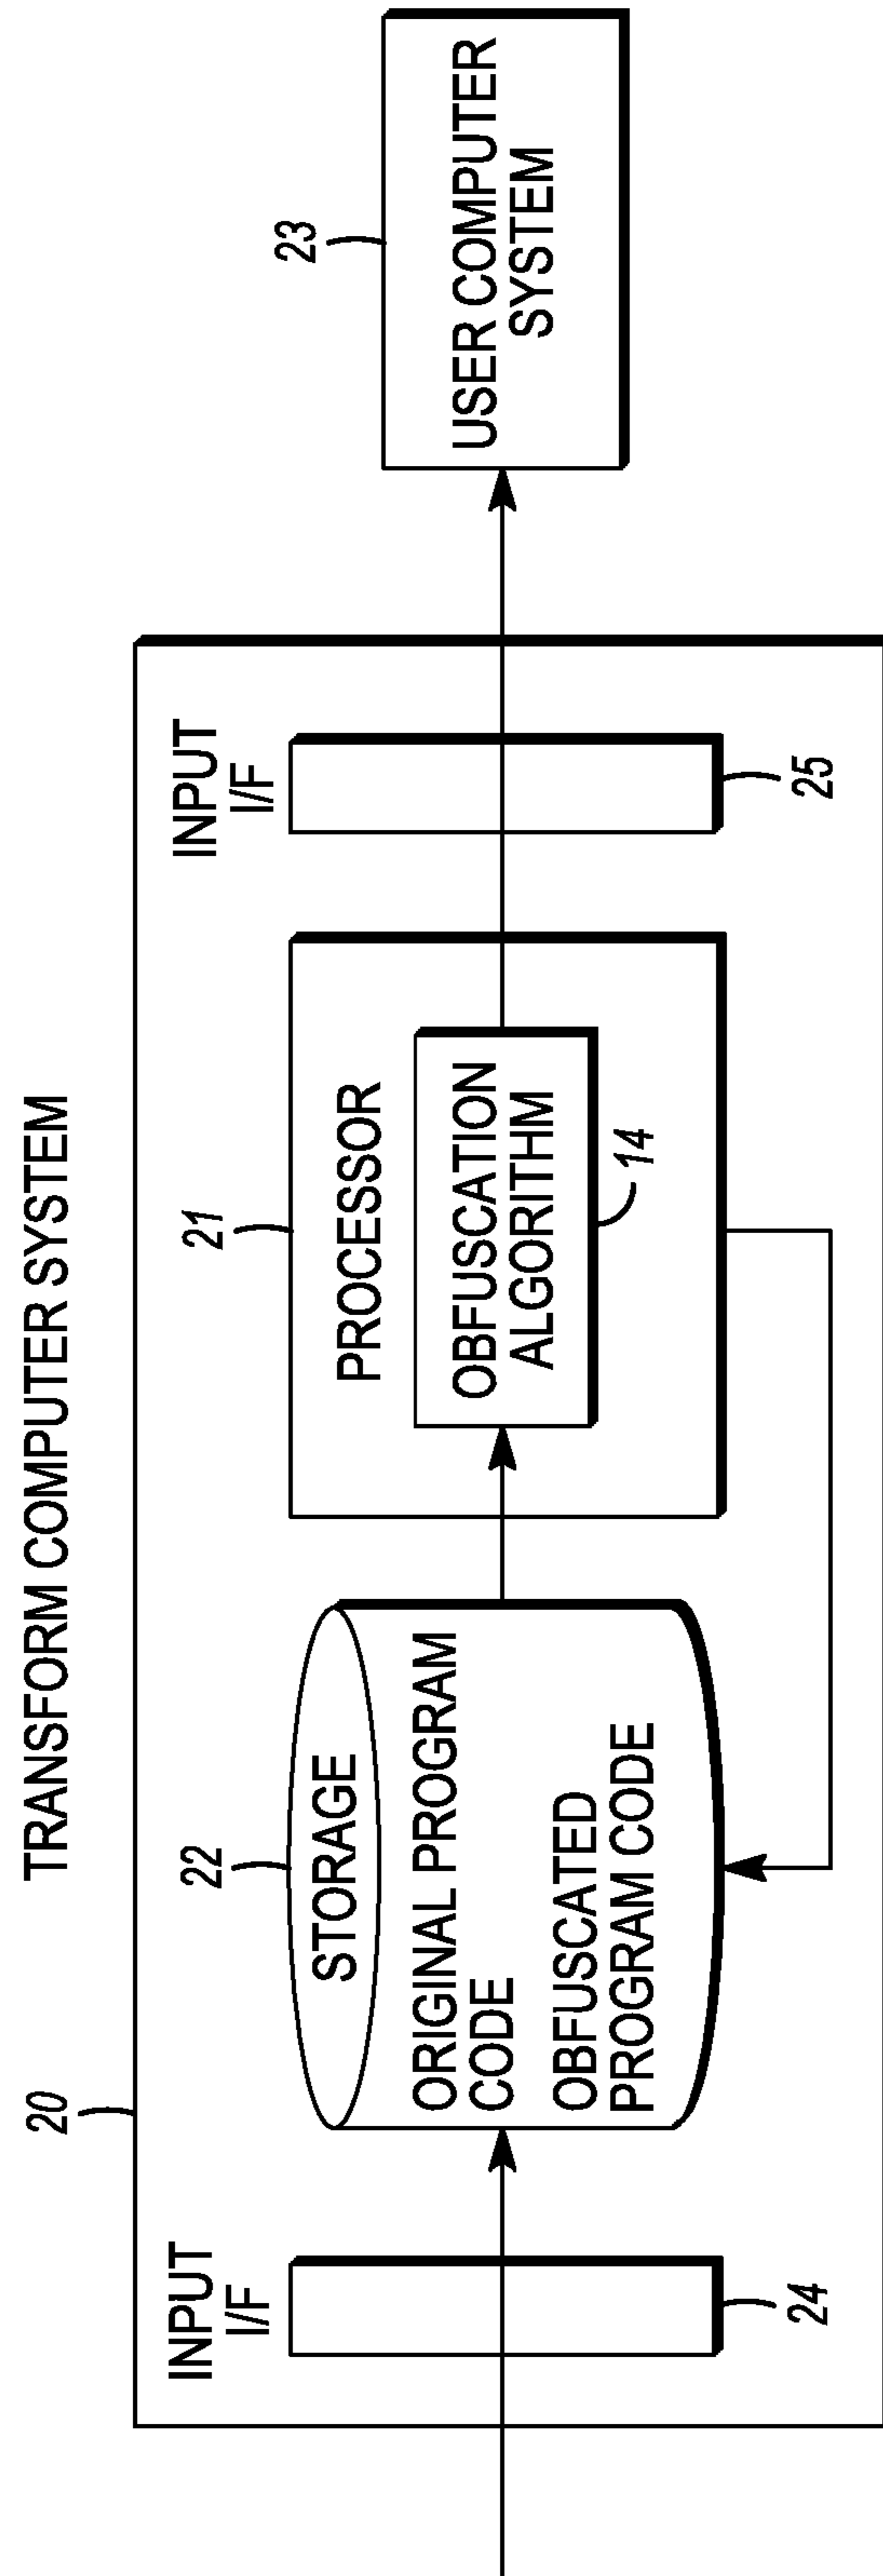 TRANSFORM COMPUTER SYSTEM
20
INPUT
I/F
24
22
STORAGE
ORIGINAL PROGRAM
CODE
OBFUSCATED
PROGRAM CODE
21
PROCESSOR
OBFUSCATION
ALGORITHM
14
INPUT
I/F
25
23
USER COMPUTER
SYSTEM